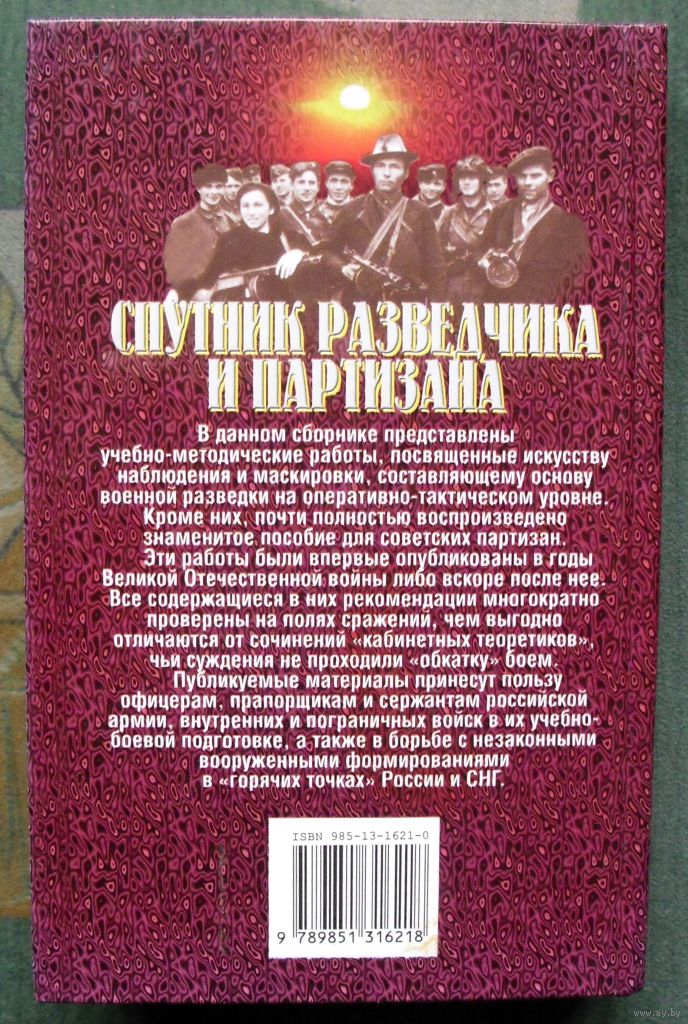 СПУТНИК РАЗВЕДЧИКА
И ПАРТИЗАНА
В данном сборнике представлены
учебно-методические работы, посвященные искусству
наблюдения и маскировки, составляющему основу
военной разведки на оперативно-тактическом уровне.
Кроме них, почти полностью воспроизведено
знаменитое пособие для советских партизан.
Эти работы были впервые опубликованы в годы
Великой Отечественной войны либо вскоре после нее.
Все содержащиеся в них рекомендации многократно
проверены на полях сражений, чем выгодно
отличаются от сочинений «кабинетных теоретиков»,
чьи суждения не проходили «обкатку» боем.
Публикуемые материалы принесут пользу
офицерам, прапорщикам и сержантам российской
армии, внутренних и пограничных войск в их учебно-
боевой подготовке, а также в борьбе с незаконными
вооруженными формированиями
в «горячих точках» России и СНГ.
ISBN 985-13-1621-0
9 789851 316218
www.ay.by